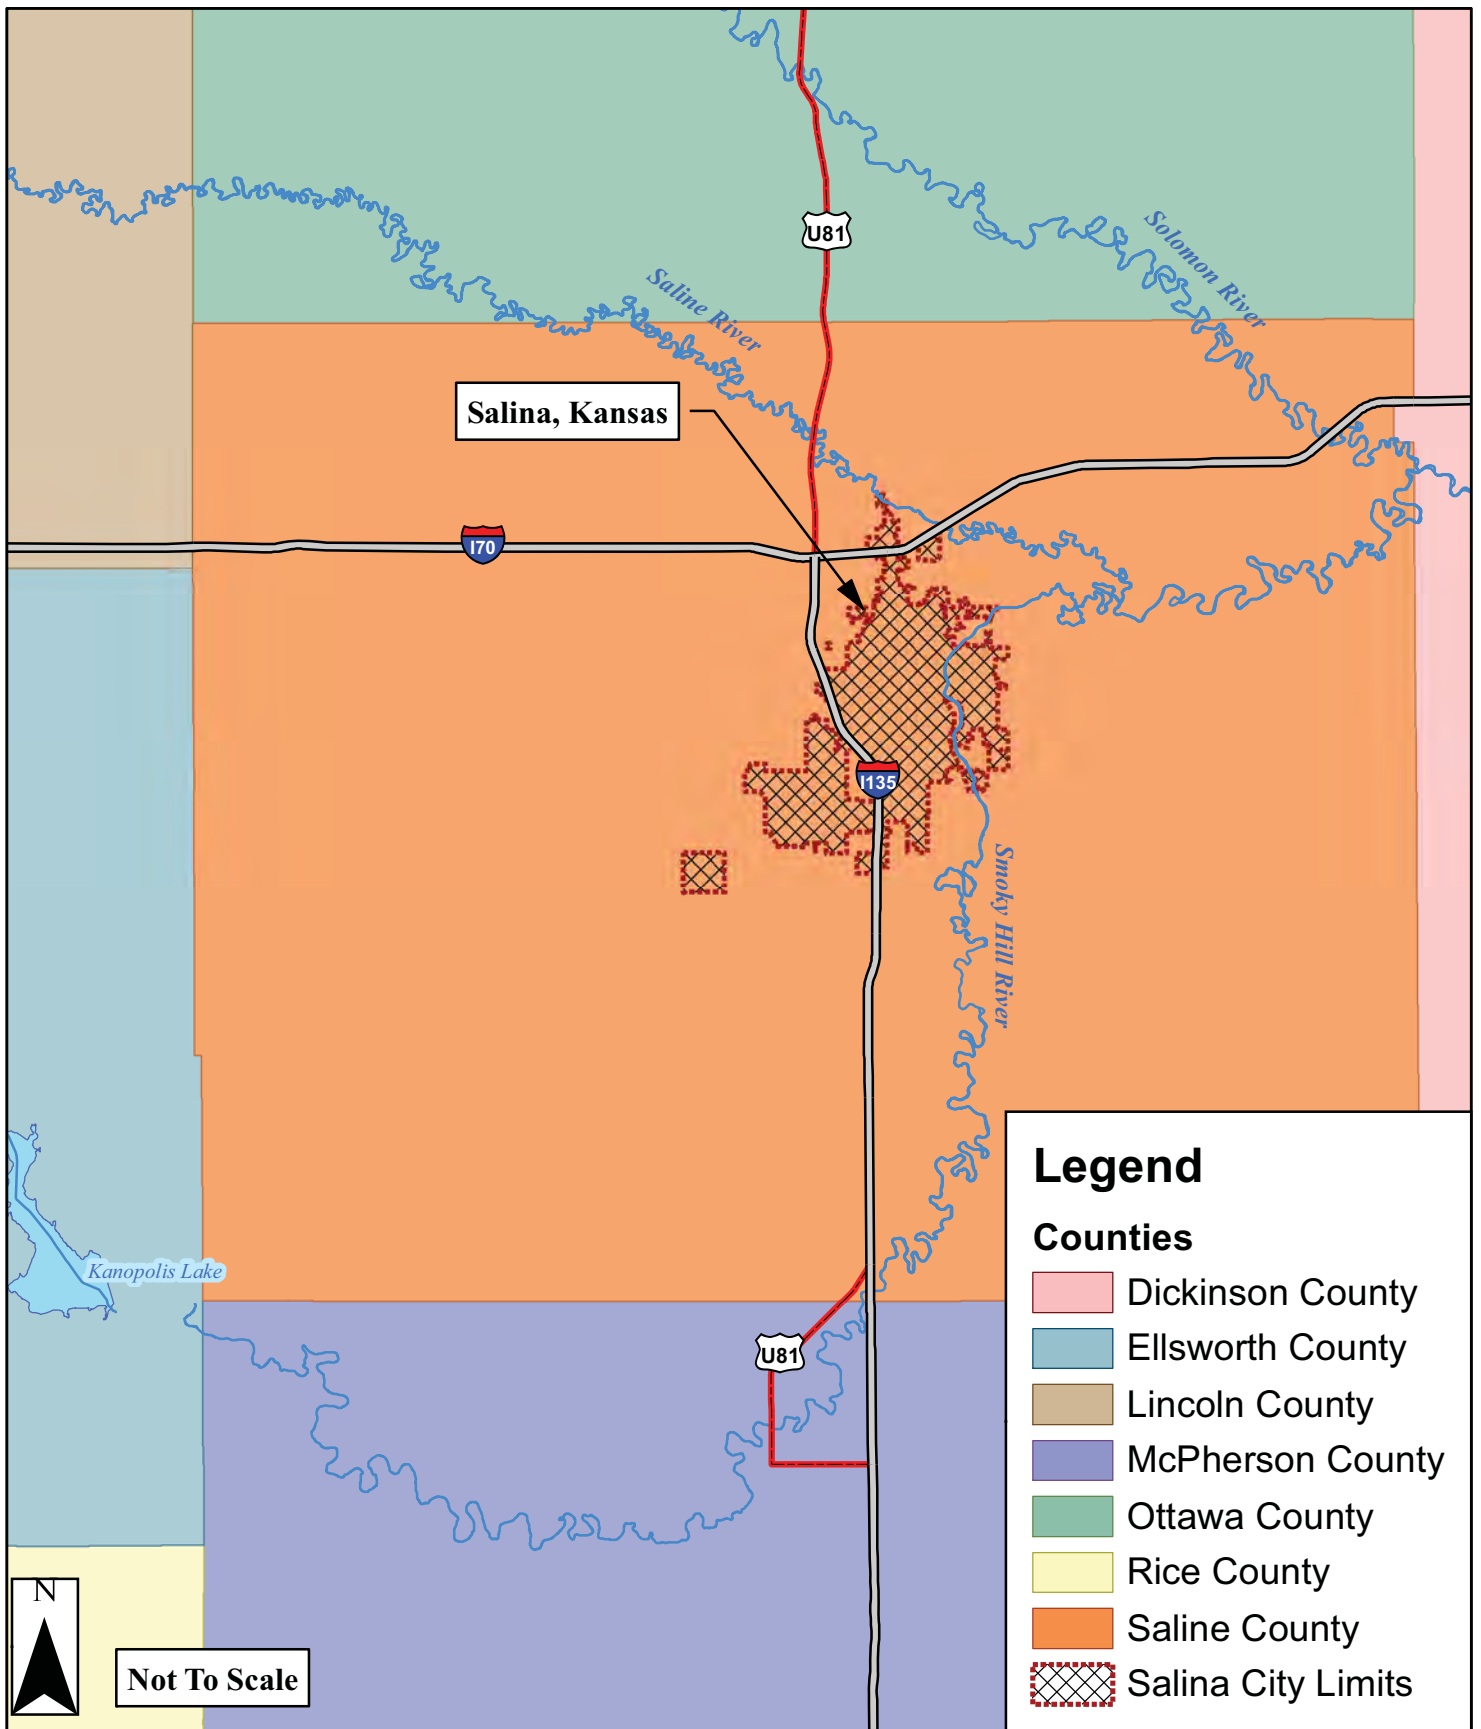 U81
Solomon River
Saline River
Salina, Kansas
I70
I135
Smoky Hill River
Kanopolis Lake
U81
Legend
Counties
Dickinson County
Ellsworth County
Lincoln County
McPherson County
Ottawa County
Rice County
Saline County
Salina City Limits
N
Not To Scale